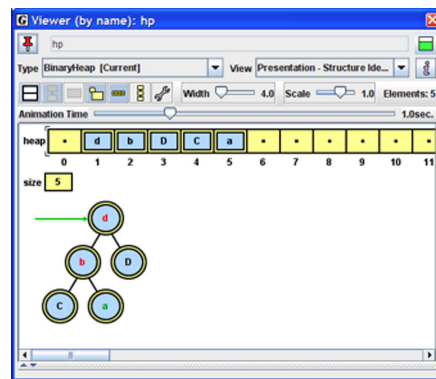 Viewer (by name): hp
hp
Type BinaryHeap [Current] View Presentation - Structure Ide...
Width 4.0 Scale 1.0 Elements: 5
Animation Time 1.0sec.
heap d b D C a
0 1 2 3 4 5 6 7 8 9 10 11
size 5
d
b D
C a